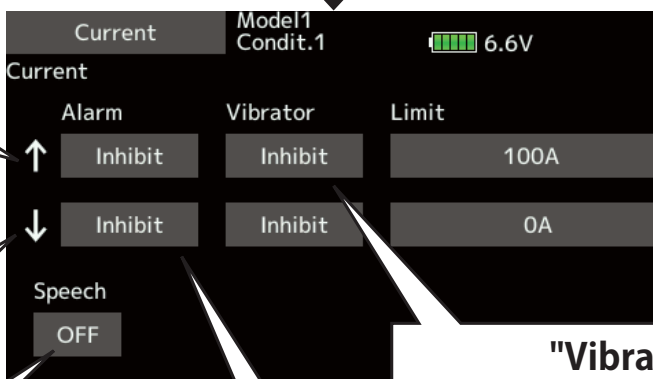 Current
Model1
Condit.1
6.6V
Current
Alarm Vibrator Limit
↑ Inhibit Inhibit 100A
↓ Inhibit Inhibit 0A
Speech
OFF
"Vibra